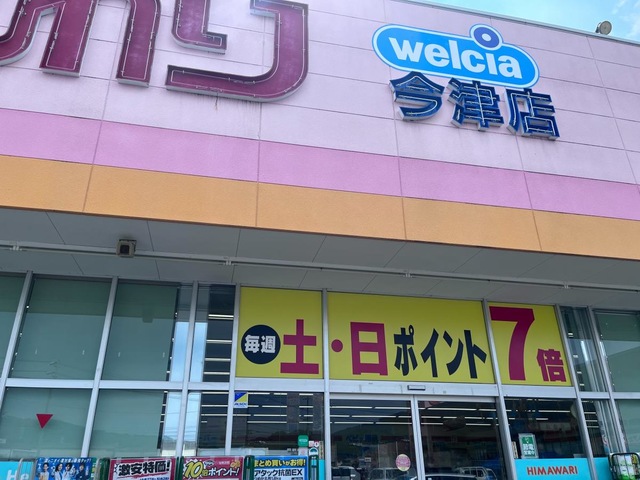 welcia
今津店
毎週 土・日 ポイント 7倍
激安特価!
10倍ポイント!
まとめ買いがお得!
アタック抗菌EX
HIMAWARI